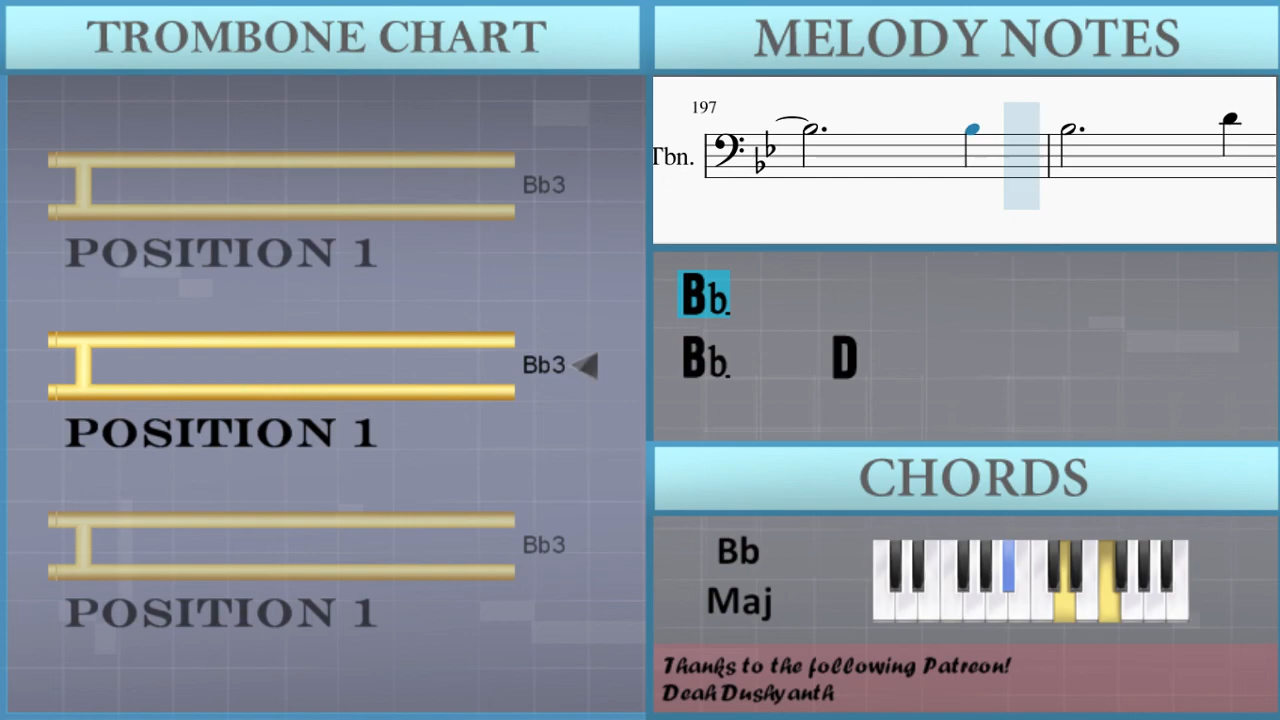 TROMBONE CHART
Bb3
POSITION 1
Bb3
POSITION 1
Bb3
POSITION 1
MELODY NOTES
197
Tbn.
Bb
Bb D
CHORDS
Bb
Maj
Thanks to the following Patreon!
Deah Dushyanth